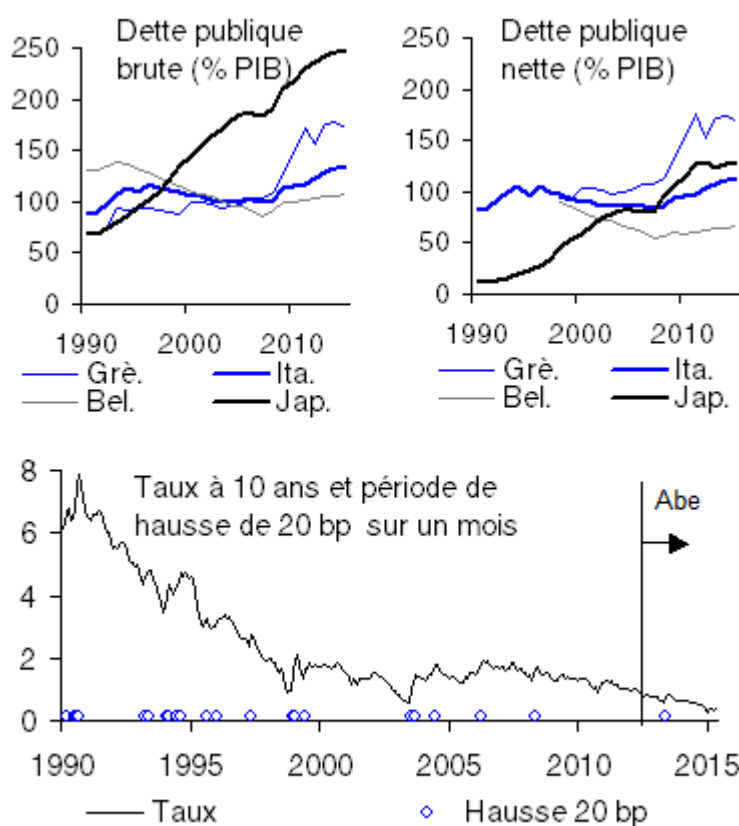 Dette publique
brute (% PIB)
250
200
150
100
50
0
1990 2000 2010
Grè. Ita.
Bel. Jap.
Dette publique
nette (% PIB)
250
200
150
100
50
0
1990 2000 2010
Grè. Ita.
Bel. Jap.
Taux à 10 ans et période de
hausse de 20 bp sur un mois
Abe
8
6
4
2
0
1990 1995 2000 2005 2010 2015
Taux Hausse 20 bp